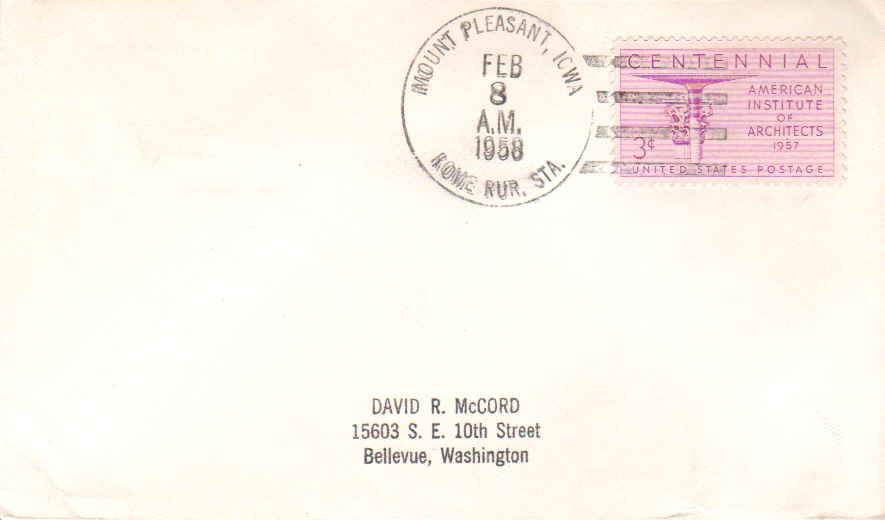 MOUNT PLEASANT, IOWA
FEB
8
A.M.
1958
ROME RUR. STA.
CENTENNIAL
AMERICAN
INSTITUTE
OF
ARCHITECTS
1957
3¢
UNITED STATES POSTAGE
DAVID R. McCORD
15603 S. E. 10th Street
Bellevue, Washington